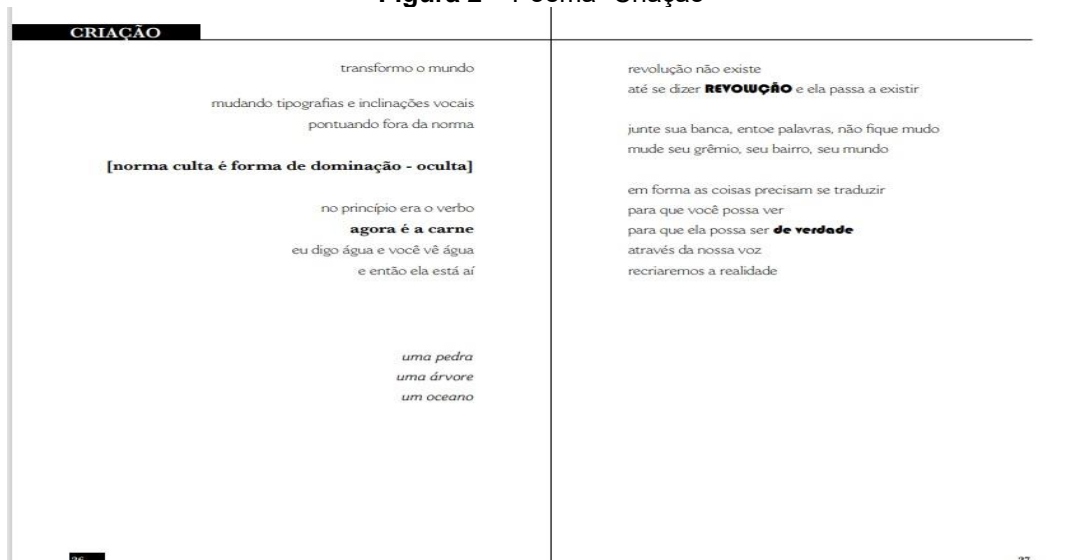 Figura 2 – Poema "Criação"
CRIAÇÃO
transformo o mundo
mudando tipografias e inclinações vocais
pontuando fora da norma
[norma culta é forma de dominação - oculta]
no princípio era o verbo
agora é a carne
eu digo água e você vê água
e então ela está aí
uma pedra
uma árvore
um oceano
revolução não existe
até se dizer REVOLUÇÃO e ela passa a existir
junte sua banca, entoe palavras, não fique mudo
mude seu grêmio, seu bairro, seu mundo
em forma as coisas precisam se traduzir
para que você possa ver
para que ela possa ser de verdade
através da nossa voz
recriaremos a realidade